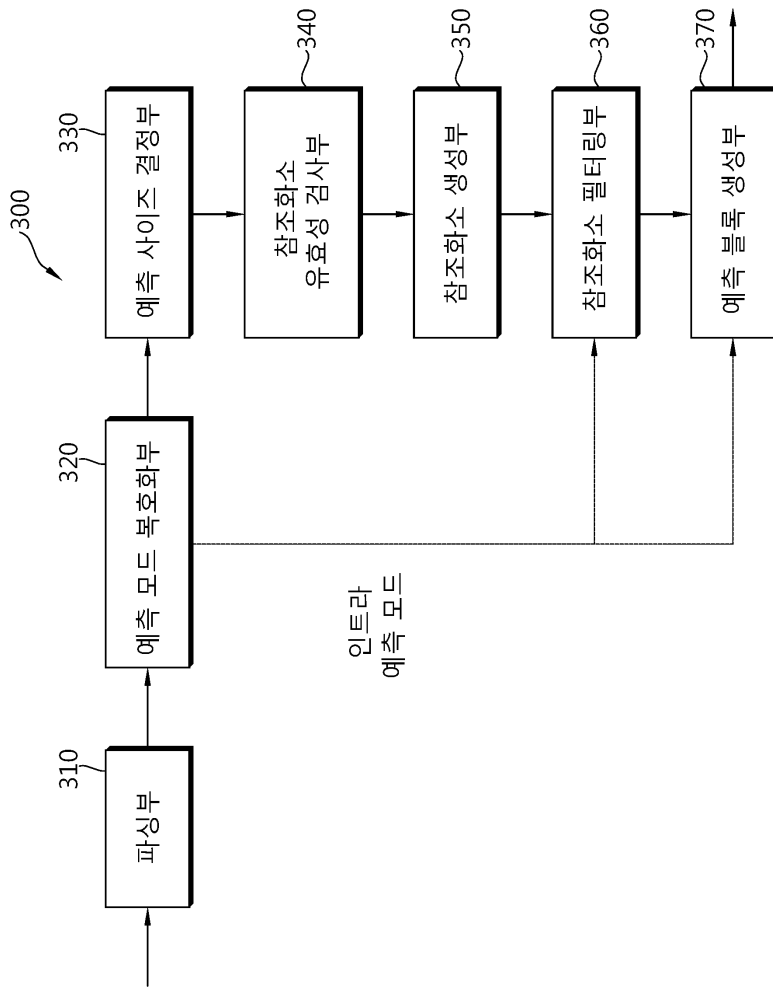 300
310
파싱부
320
예측 모드 복호화부
330
예측 사이즈 결정부
340
참조화소
유효성 검사부
350
참조화소 생성부
360
참조화소 필터링부
370
예측 블록 생성부
인트라
예측 모드